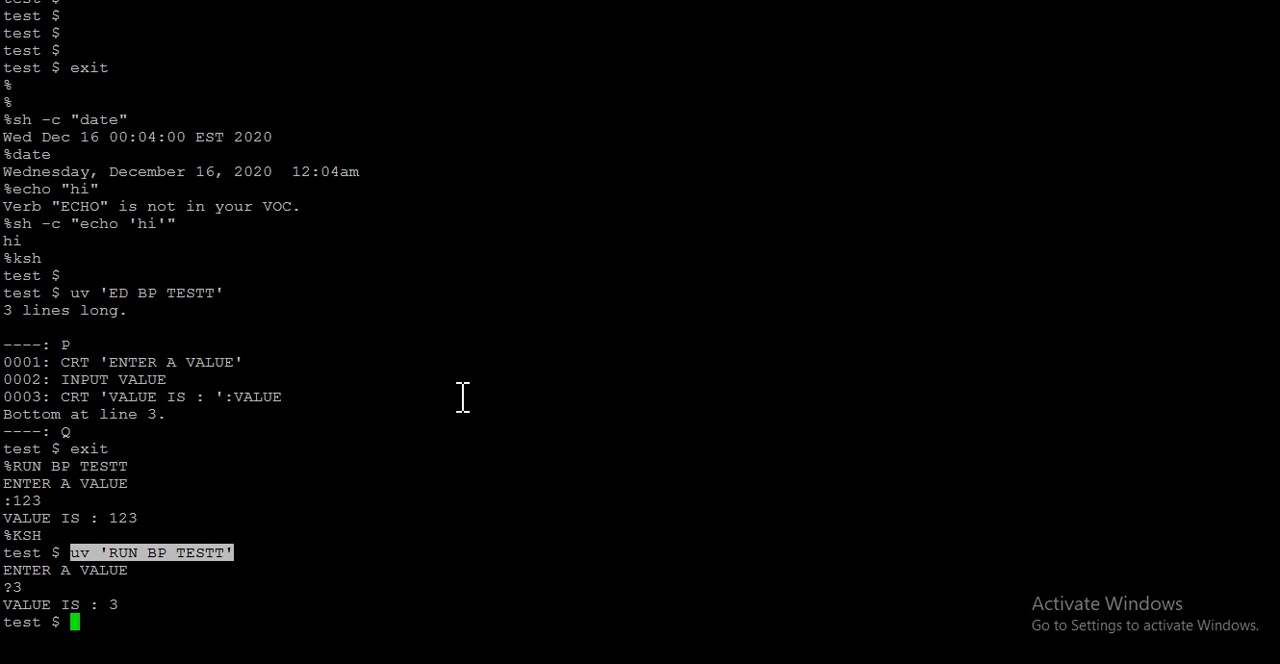 test $
test $
test $
test $
test $ exit
%
%
%sh -c "date"
Wed Dec 16 00:04:00 EST 2020
%date
Wednesday, December 16, 2020  12:04am
%echo "hi"
Verb "ECHO" is not in your VOC.
%sh -c "echo 'hi'"
hi
%ksh
test $
test $ uv 'ED BP TESTT'
3 lines long.
----: P
0001: CRT 'ENTER A VALUE'
0002: INPUT VALUE
0003: CRT 'VALUE IS : ':VALUE
Bottom at line 3.
----: Q
test $ exit
%RUN BP TESTT
ENTER A VALUE
:123
VALUE IS : 123
%KSH
test $ uv 'RUN BP TESTT'
ENTER A VALUE
?3
VALUE IS : 3
test $
Activate Windows
Go to Settings to activate Windows.